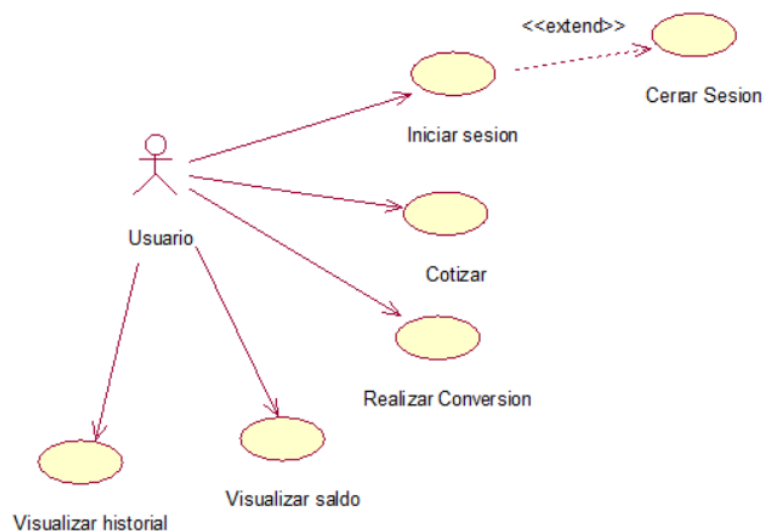 <<extend>>
Cerrar Sesion
Iniciar sesion
Usuario
Cotizar
Realizar Conversion
Visualizar saldo
Visualizar historial